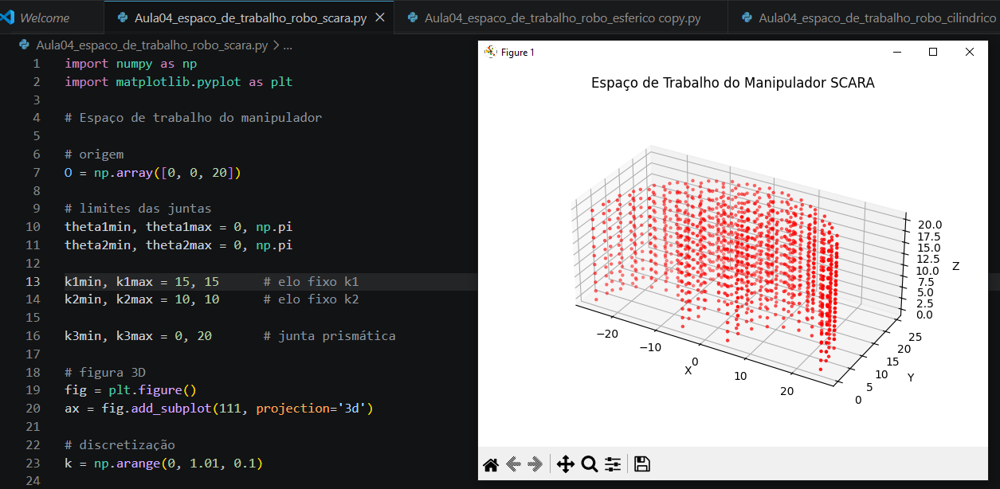 Welcome
Aula04_espaco_de_trabalho_robo_scara.py
Aula04_espaco_de_trabalho_robo_esferico copy.py
Aula04_espaco_de_trabalho_robo_cilindrico
Aula04_espaco_de_trabalho_robo_scara.py > ...
1 import numpy as np
2 import matplotlib.pyplot as plt
3
4 # Espaço de trabalho do manipulador
5
6 # origem
7 O = np.array([0, 0, 20])
8
9 # limites das juntas
10 theta1min, theta1max = 0, np.pi
11 theta2min, theta2max = 0, np.pi
12
13 k1min, k1max = 15, 15 # elo fixo k1
14 k2min, k2max = 10, 10 # elo fixo k2
15
16 k3min, k3max = 0, 20 # junta prismática
17
18 # figura 3D
19 fig = plt.figure()
20 ax = fig.add_subplot(111, projection='3d')
21
22 # discretização
23 k = np.arange(0, 1.01, 0.1)
24
Figure 1
Espaço de Trabalho do Manipulador SCARA
20.0
17.5
15.0
12.5
10.0
7.5
5.0
2.5
0.0
Z
−20
−10
0
10
20
X
25
20
15
10
5
0
Y